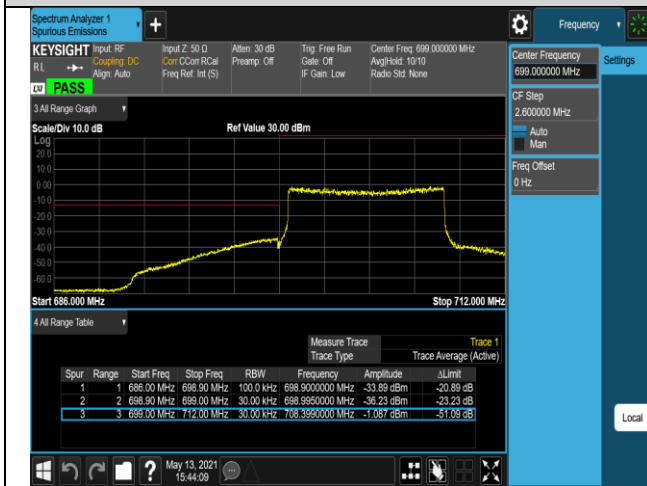 Spectrum Analyzer 1
Spurious Emissions
Frequency
KEYSIGHT Input: RF Input Z: 50 Ω Atten: 30 dB Trig: Free Run Center Freq: 699.000000 MHz
RL Coupling: DC Corr CCorr RCal Preamp: Off Gate: Off Avg|Hold: 10/10
Align: Auto Freq Ref: Int (S) IF Gain: Low Radio Std: None
LXI PASS
Center Frequency
699.000000 MHz
Settings
CF Step
2.600000 MHz
Auto
Man
Freq Offset
0 Hz
3 All Range Graph
Scale/Div 10.0 dB Ref Value 30.00 dBm
Log
20.0
10.0
0.00
-10.0
-20.0
-30.0
-40.0
-50.0
-60.0
Start 686.000 MHz Stop 712.000 MHz
4 All Range Table
Measure Trace Trace 1
Trace Type Trace Average (Active)
Spur Range Start Freq Stop Freq RBW Frequency Amplitude ΔLimit
1 1 686.00 MHz 698.90 MHz 100.0 kHz 698.9000000 MHz -33.89 dBm -20.89 dB
2 2 698.90 MHz 699.00 MHz 30.00 kHz 698.9950000 MHz -36.23 dBm -23.23 dB
3 3 699.00 MHz 712.00 MHz 30.00 kHz 708.3990000 MHz -1.087 dBm -51.09 dB
Local
?
May 13, 2021
15:44:09